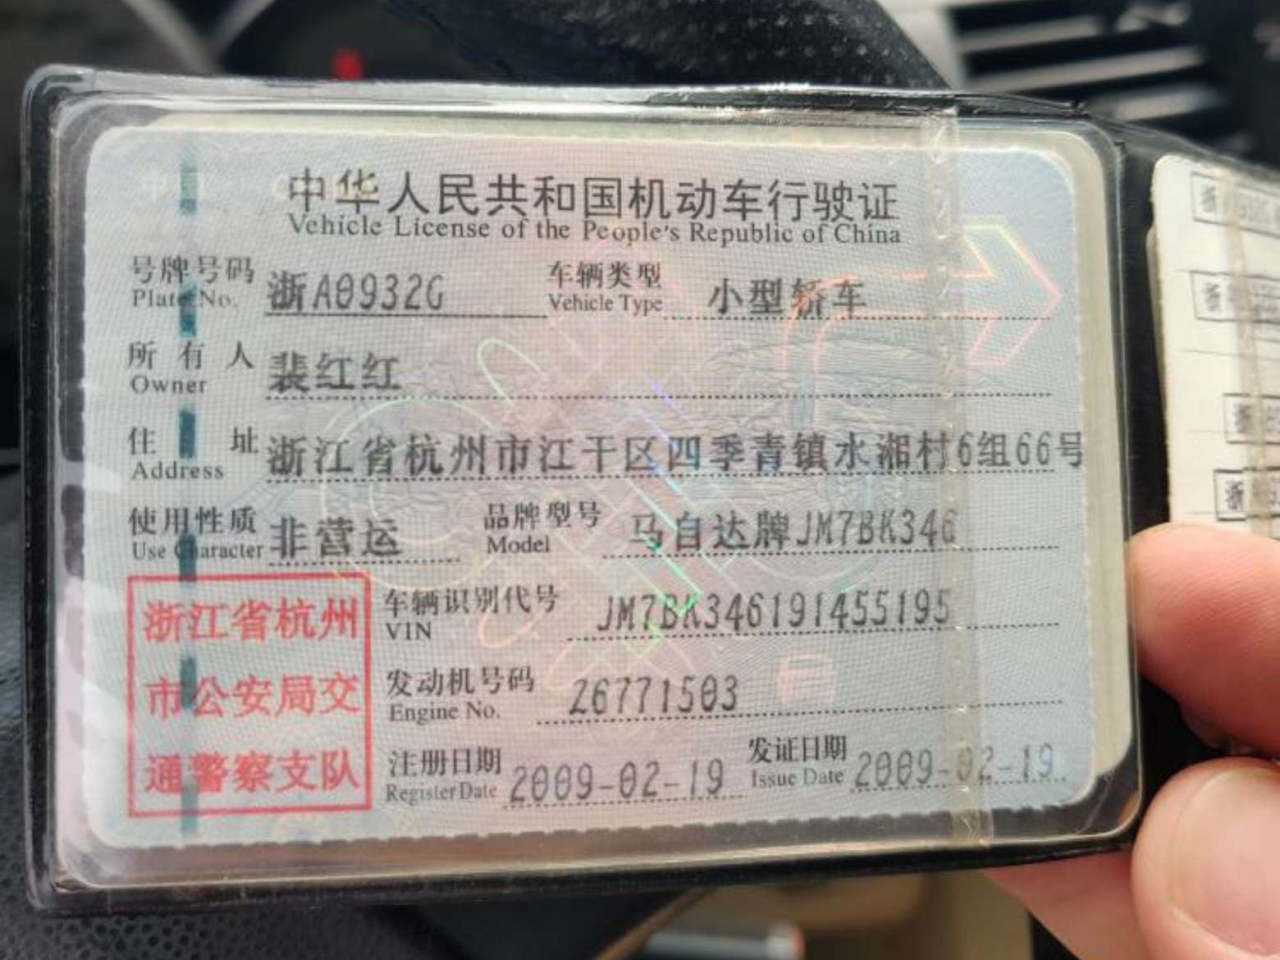 中华人民共和国机动车行驶证
Vehicle License of the People's Republic of China
号牌号码 浙A0932G 车辆类型 小型轿车
Plate No. Vehicle Type
所有人 裴红红
Owner
住址 浙江省杭州市江干区四季青镇水湘村6组66号
Address
使用性质 非营运 品牌型号 马自达牌JM7BK346
Use Character Model
浙江省杭州
市公安局交
通警察支队
车辆识别代号 JM7BK346191455195
VIN
发动机号码 Z6771503
Engine No.
注册日期 2009-02-19 发证日期 2009-02-19
Register Date Issue Date
浙
浙
浙
浙